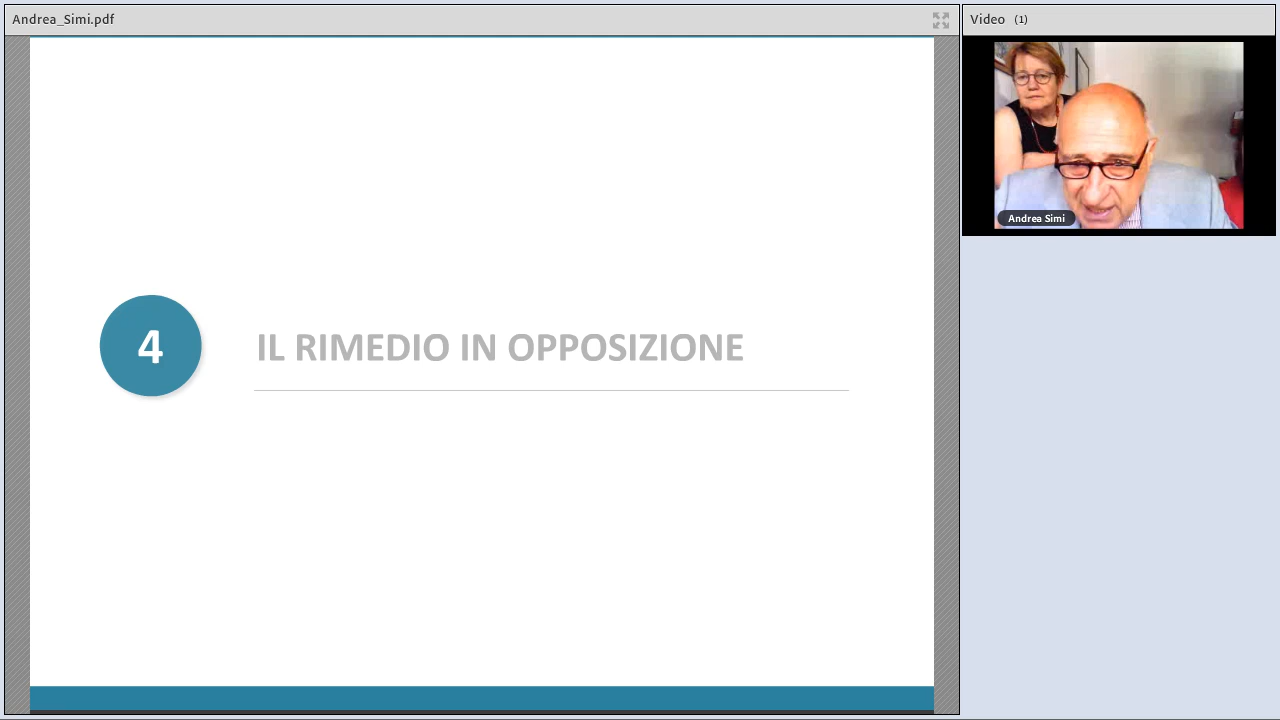 Andrea_Simi.pdf
Video (1)
Andrea Simi
4
IL RIMEDIO IN OPPOSIZIONE